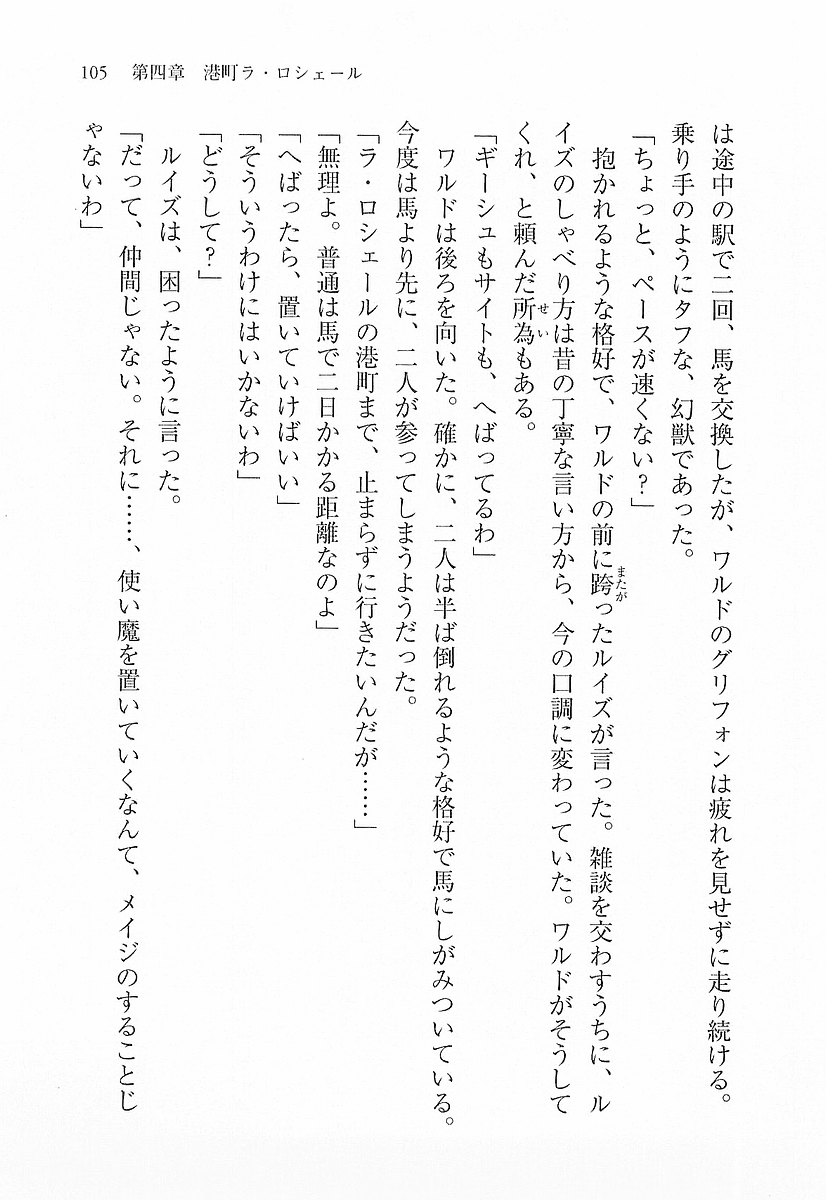 105　第四章　港町ラ・ロシェール
は途中の駅で二回、馬を交換したが、ワルドのグリフォンは疲れを見せずに走り続ける。
乗り手のようにタフな、幻獣であった。
「ちょっと、ペースが速くない？」
　抱かれるような格好で、ワルドの前に跨ったルイズが言った。雑談を交わすうちに、ル
イズのしゃべり方は昔の丁寧な言い方から、今の口調に変わっていた。ワルドがそうして
くれ、と頼んだ所為もある。
「ギーシュもサイトも、へばってるわ」
　ワルドは後ろを向いた。確かに、二人は半ば倒れるような格好で馬にしがみついている。
今度は馬より先に、二人が参ってしまうようだった。
「ラ・ロシェールの港町まで、止まらずに行きたいんだが……」
「無理よ。普通は馬で二日かかる距離なのよ」
「へばったら、置いていけばいい」
「そういうわけにはいかないわ」
「どうして？」
　ルイズは、困ったように言った。
「だって、仲間じゃない。それに……、使い魔を置いていくなんて、メイジのすることじ
ゃないわ」